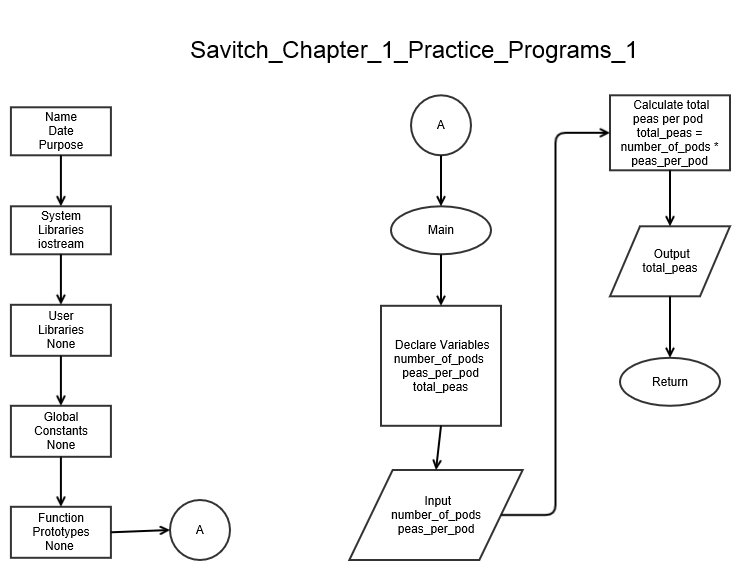 Savitch_Chapter_1_Practice_Programs_1
Name
Date
Purpose
System
Libraries
iostream
User
Libraries
None
Global
Constants
None
Function
Prototypes
None
A
A
Main
Declare Variables
number_of_pods
peas_per_pod
total_peas
Input
number_of_pods
peas_per_pod
Calculate total
peas per pod
total_peas =
number_of_pods *
peas_per_pod
Output
total_peas
Return